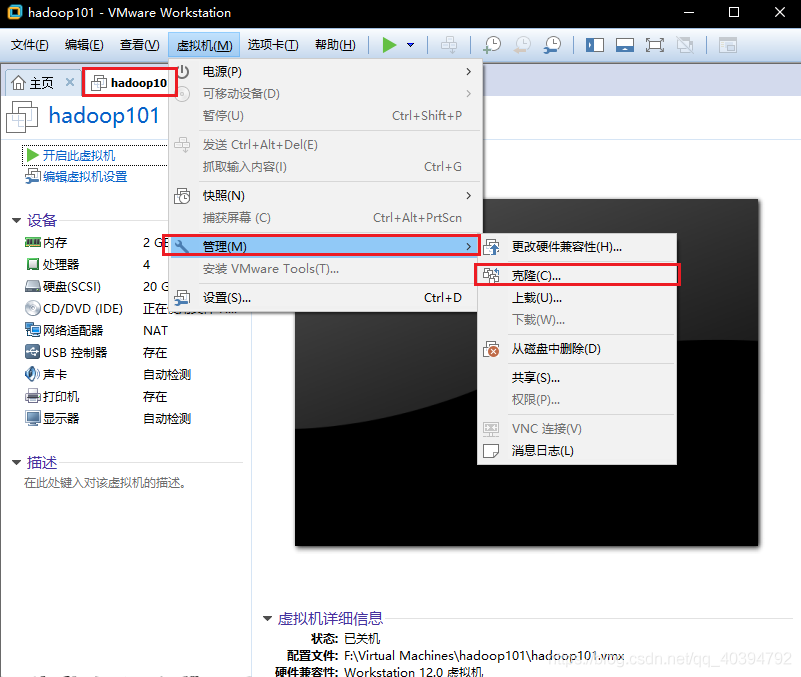 hadoop101 - VMware Workstation
文件(F) 编辑(E) 查看(V) 虚拟机(M) 选项卡(T) 帮助(H)
主页 hadoop10
hadoop101
开启此虚拟机
编辑虚拟机设置
设备
内存 2 GB
处理器 4
硬盘(SCSI) 20 G
CD/DVD (IDE) 正在
网络适配器 NAT
USB 控制器 存在
声卡 自动检测
打印机 存在
显示器 自动检测
描述
在此处键入对该虚拟机的描述。
电源(P)
可移动设备(D)
暂停(U) Ctrl+Shift+P
发送 Ctrl+Alt+Del(E)
抓取输入内容(I) Ctrl+G
快照(N)
捕获屏幕 (C) Ctrl+Alt+PrtScn
管理(M)
安装 VMware Tools(T)...
设置(S)... Ctrl+D
更改硬件兼容性(H)...
克隆(C)...
上载(U)...
下载(W)...
从磁盘中删除(D)
共享(S)...
权限(P)...
VNC 连接(V)
消息日志(L)
虚拟机详细信息
状态: 已关机
配置文件: F:\Virtual Machines\hadoop101\hadoop101.vmx
硬件兼容性: Workstation 12.0 虚拟机
blog.csdn.net/qq_40394792